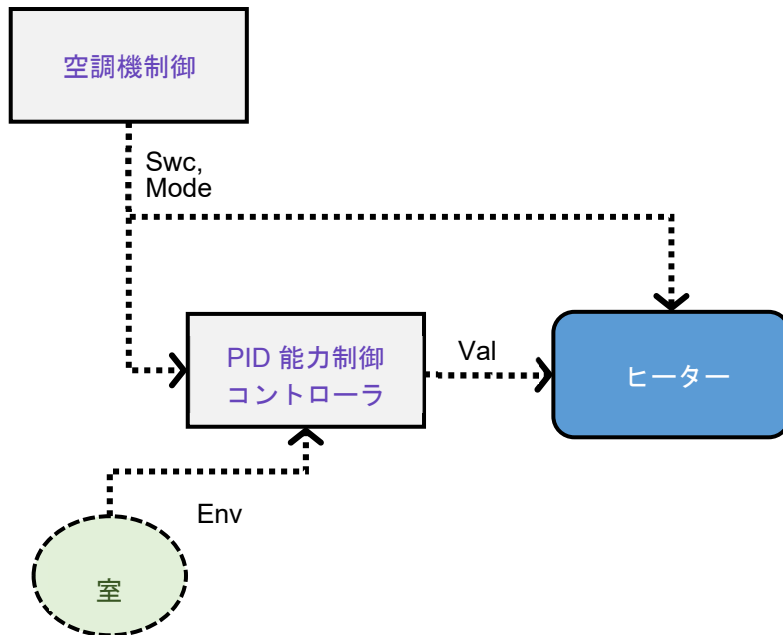 空調機制御
Swc,
Mode
PID 能力制御
コントローラ
Val
ヒーター
Env
室